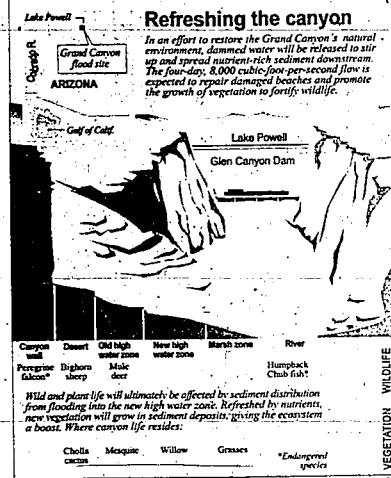 Lake Powell
Refreshing the canyon
In an effort to restore the Grand Canyon's natural
environment, dammed water will be released to stir
up and spread nutrient-rich sediment downstream.
The four-day, 8,000 cubic-foot-per-second flow is
expected to repair damaged beaches and promote
the growth of vegetation to fortify wildlife.
Grand Canyon
flood site
Colorado R.
ARIZONA
Gulf of Calif.
Lake Powell
Glen Canyon Dam
Canyon wall
Desert
Old high water zone
New high water zone
Marsh zone
River
Peregrine falcon*
Bighorn sheep
Mule deer
Humpback Chub fish*
WILDLIFE
Wild and plant life will ultimately be affected by sediment distribution
from flooding into the new high water zone. Refreshed by nutrients,
new vegetation will grow in sediment deposits, giving the ecosystem
a boost. Where canyon life resides:
Cholla cactus
Mesquite
Willow
Grasses
*Endangered
species
VEGETATION